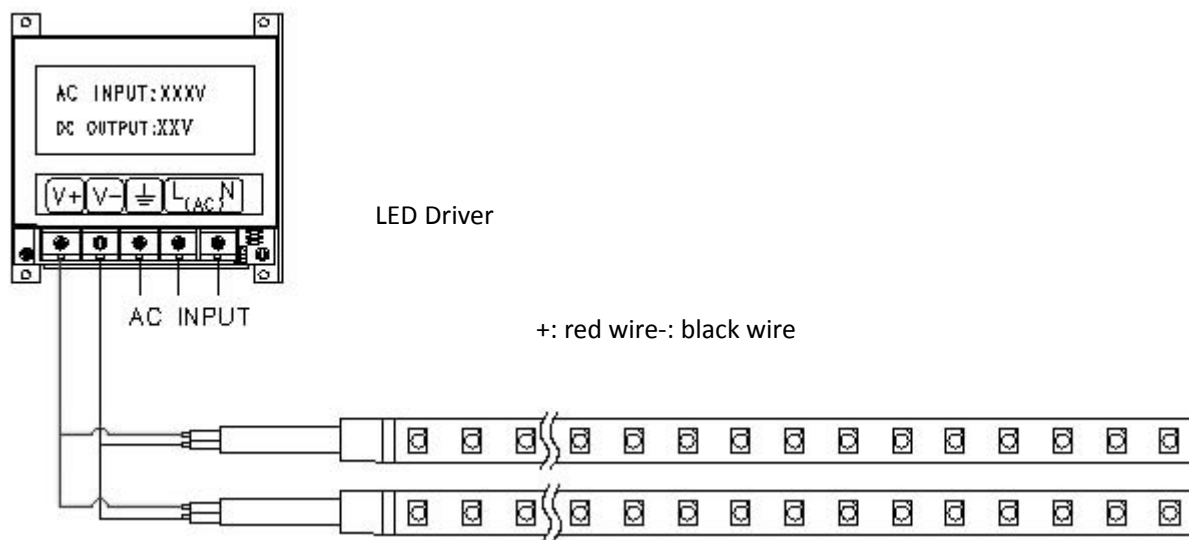 AC INPUT:XXXV
DC OUTPUT:XXV
V+ V- L(AC)N
LED Driver
AC INPUT
+: red wire-: black wire